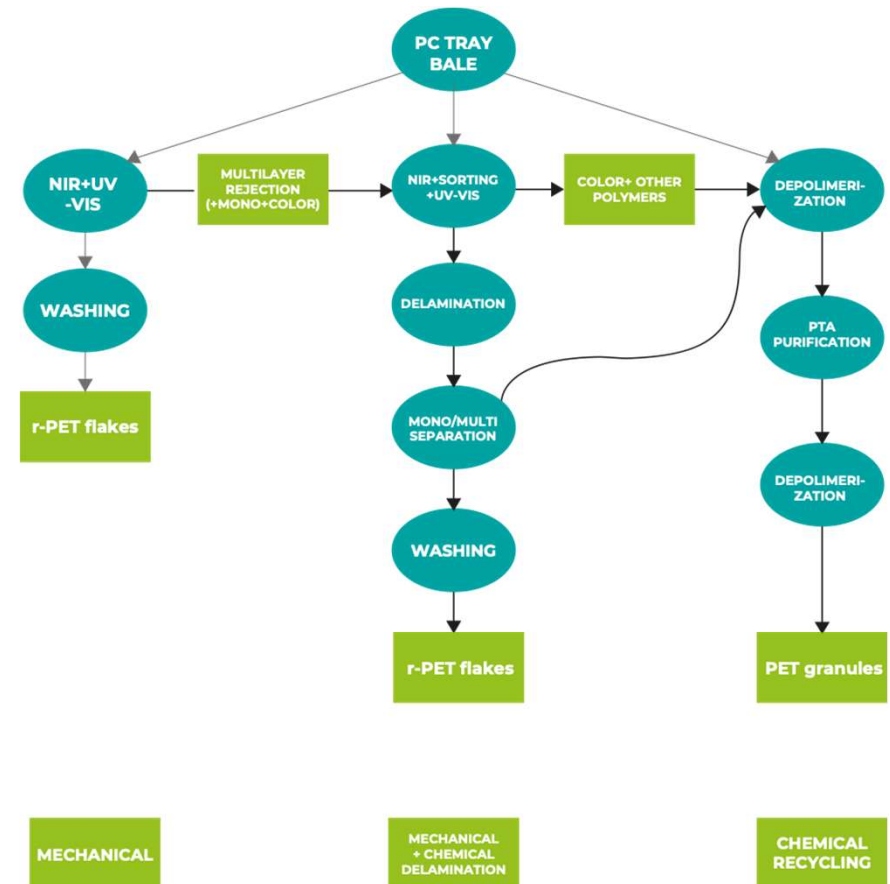 PC TRAY
BALE
NIR+UV
-VIS
MULTILAYER
REJECTION
(+MONO+COLOR)
NIR+SORTING
+UV-VIS
COLOR+ OTHER
POLYMERS
DEPOLIMERI-
ZATION
WASHING
DELAMINATION
PTA
PURIFICATION
r-PET flakes
MONO/MULTI
SEPARATION
DEPOLIMERI-
ZATION
WASHING
r-PET flakes
PET granules
MECHANICAL
MECHANICAL
+ CHEMICAL
DELAMINATION
CHEMICAL
RECYCLING